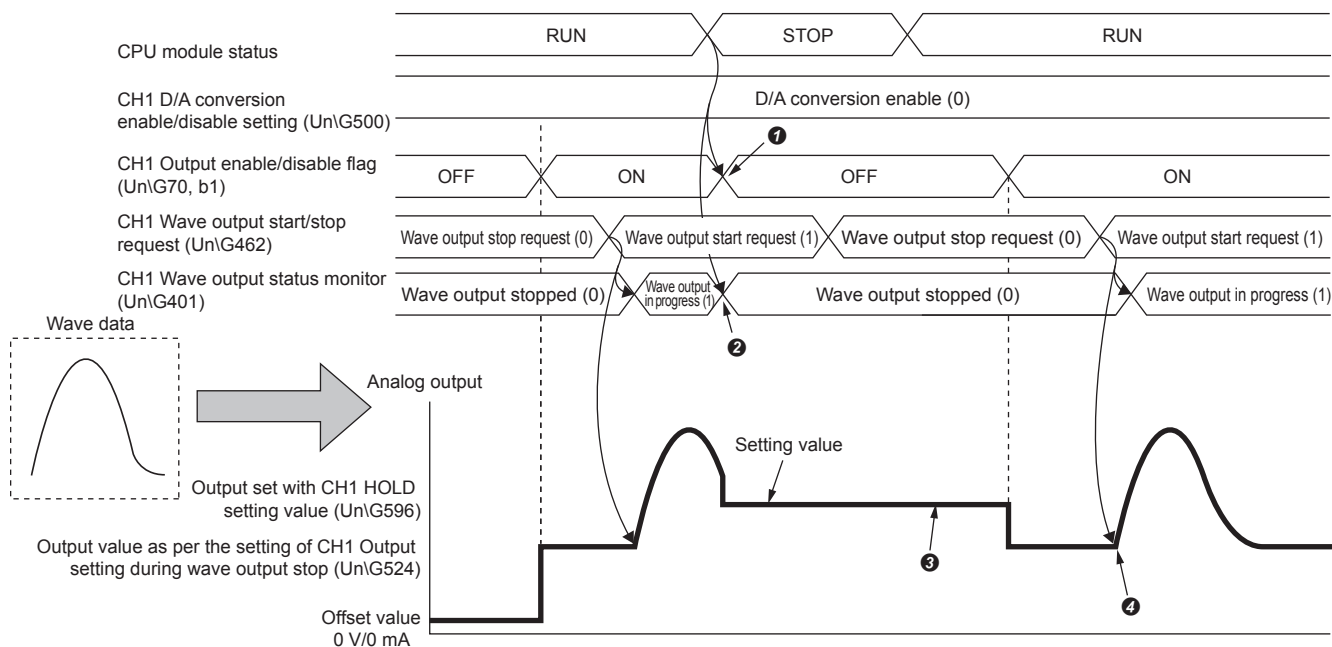 CPU module status
RUN
STOP
RUN
CH1 D/A conversion
enable/disable setting (Un\G500)
D/A conversion enable (0)
❶
CH1 Output enable/disable flag
(Un\G70, b1)
OFF
ON
OFF
ON
CH1 Wave output start/stop
request (Un\G462)
Wave output stop request (0)
Wave output start request (1)
Wave output stop request (0)
Wave output start request (1)
CH1 Wave output status monitor
(Un\G401)
Wave output stopped (0)
Wave output
in progress (1)
Wave output stopped (0)
Wave output in progress (1)
❷
Wave data
Analog output
Setting value
Output set with CH1 HOLD
setting value (Un\G596)
Output value as per the setting of CH1 Output
setting during wave output stop (Un\G524)
❸
❹
Offset value
0 V/0 mA